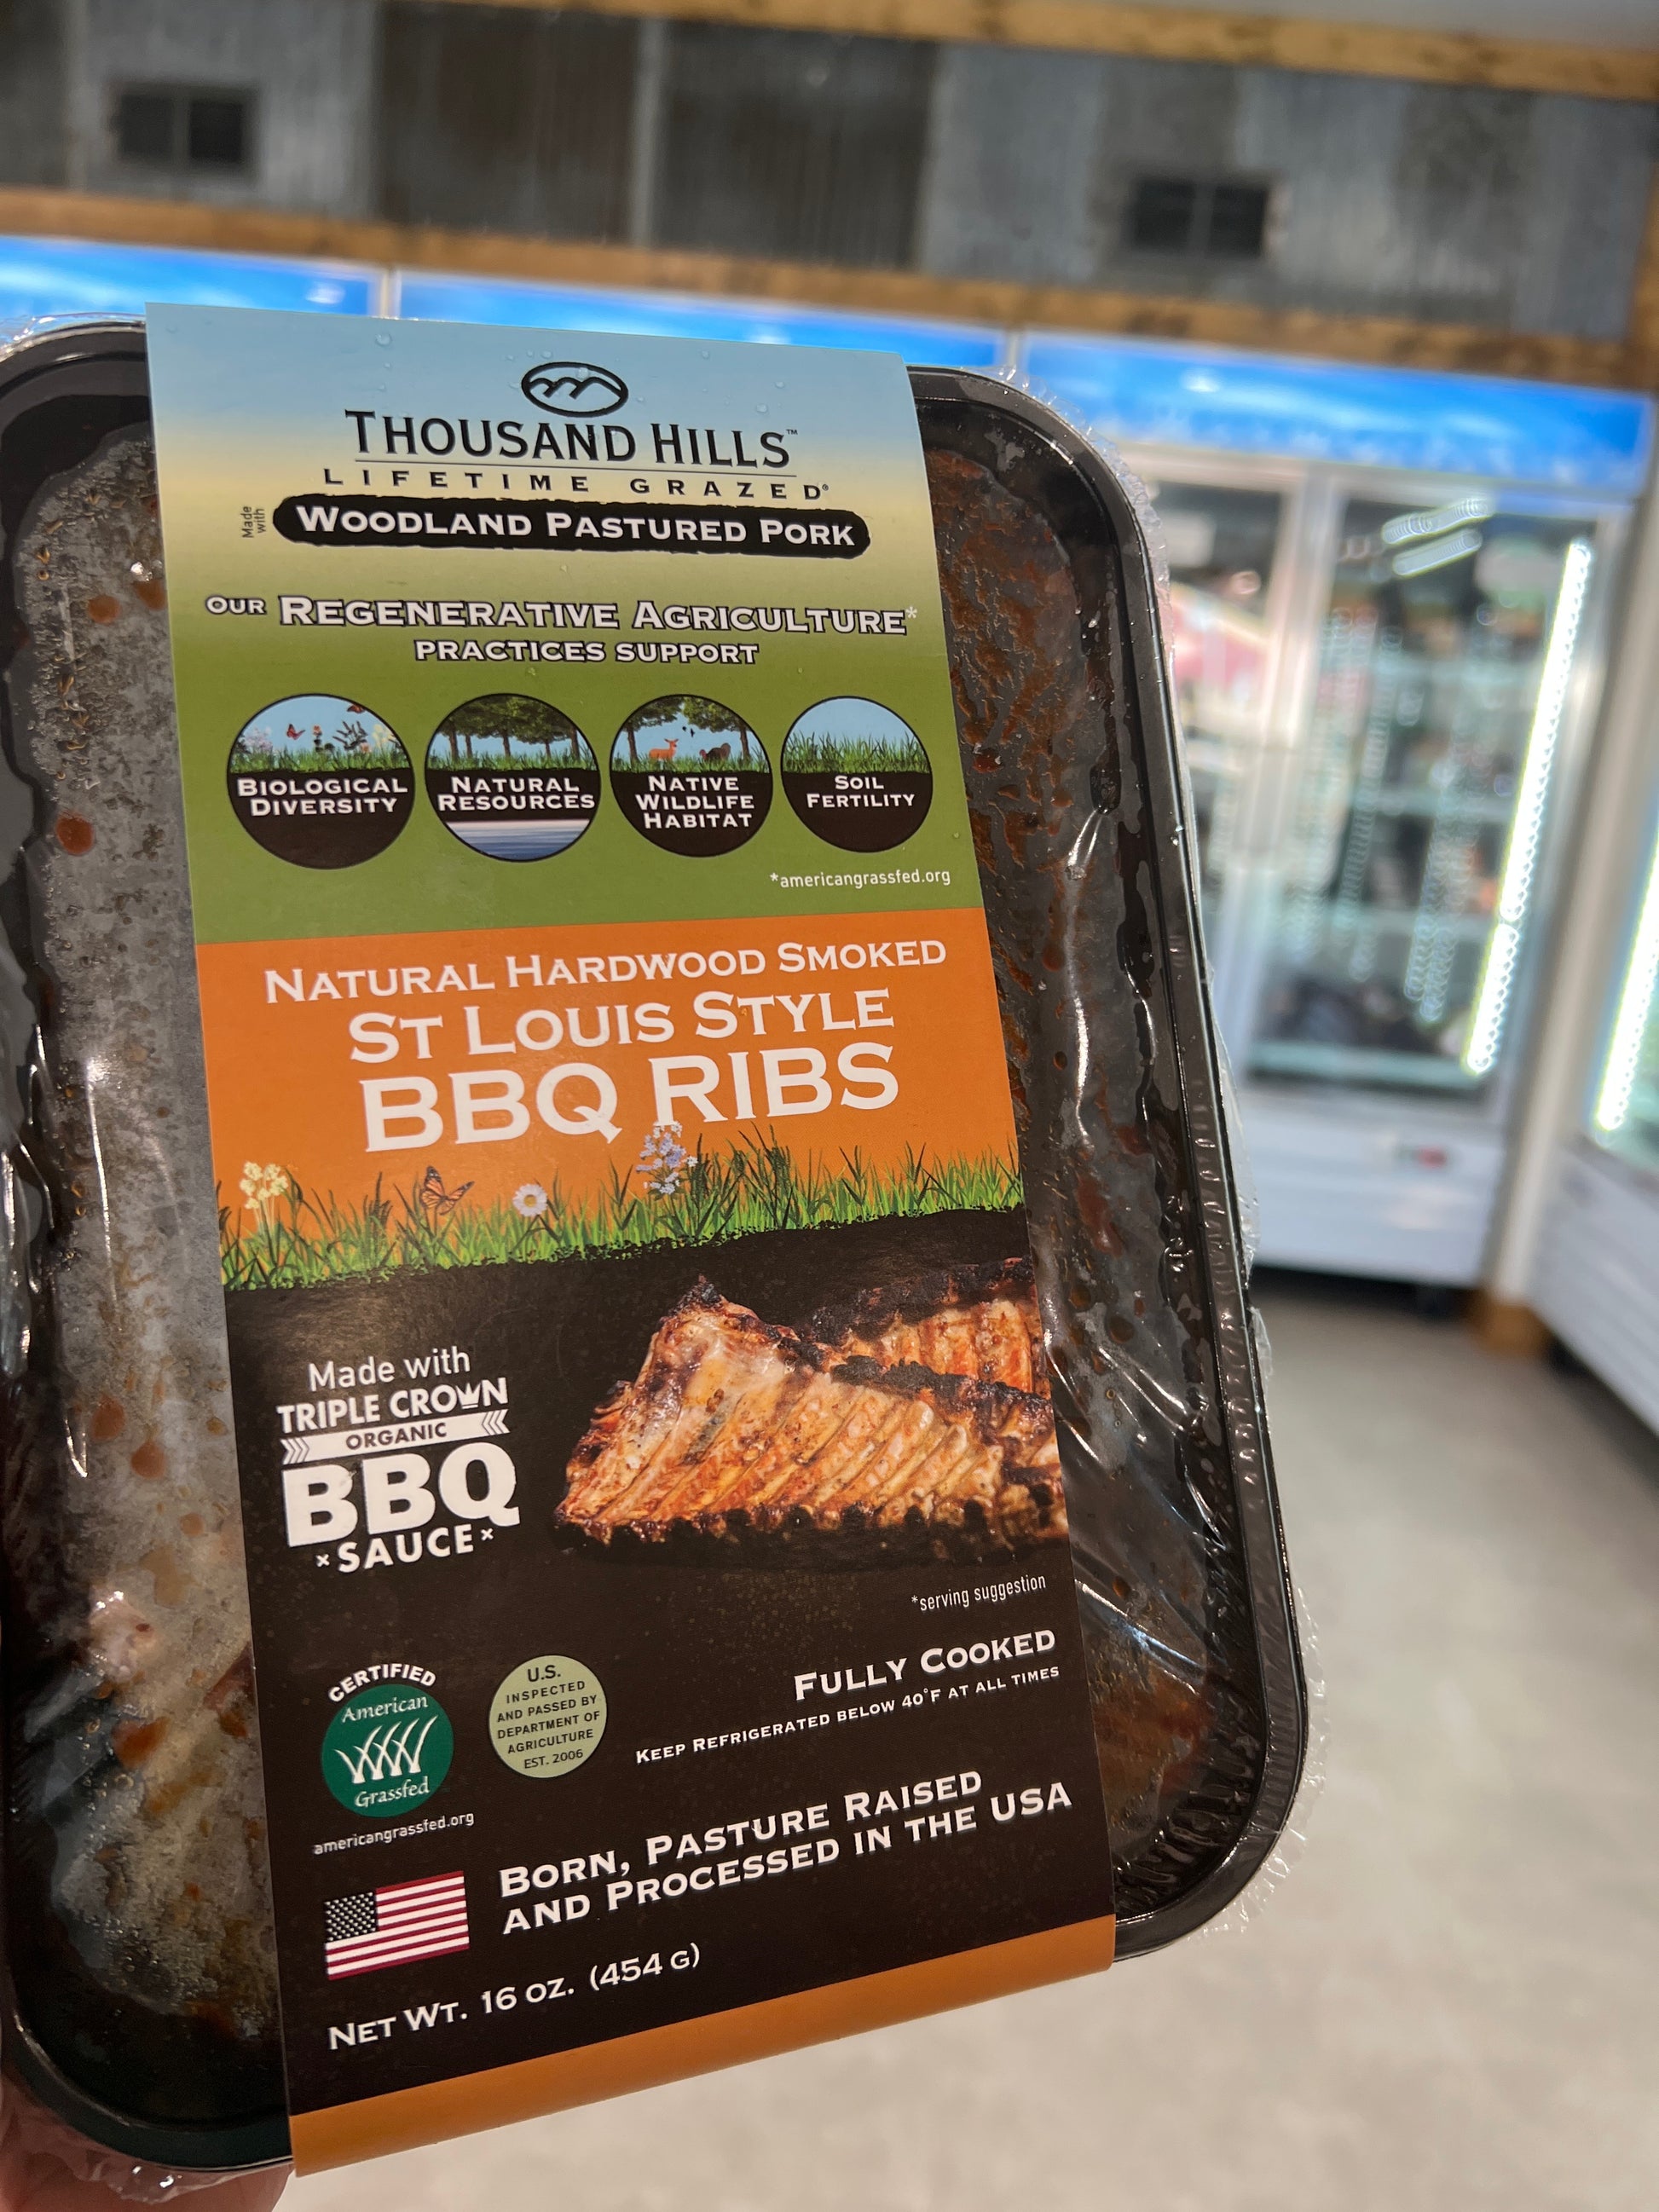 THOUSAND HILLS™
LIFETIME GRAZED®
Made with
WOODLAND PASTURED PORK
OUR REGENERATIVE AGRICULTURE*
PRACTICES SUPPORT
BIOLOGICAL
DIVERSITY
NATURAL
RESOURCES
NATIVE
WILDLIFE
HABITAT
SOIL
FERTILITY
*americangrassfed.org
NATURAL HARDWOOD SMOKED
ST LOUIS STYLE
BBQ RIBS
Made with
TRIPLE CROWN
ORGANIC
BBQ
SAUCE
*serving suggestion
FULLY COOKED
KEEP REFRIGERATED BELOW 40°F AT ALL TIMES
CERTIFIED
American
Grassfed
americangrassfed.org
U.S.
INSPECTED
AND PASSED BY
DEPARTMENT OF
AGRICULTURE
EST. 2006
BORN, PASTURE RAISED
AND PROCESSED IN THE USA
NET WT. 16 OZ. (454 G)